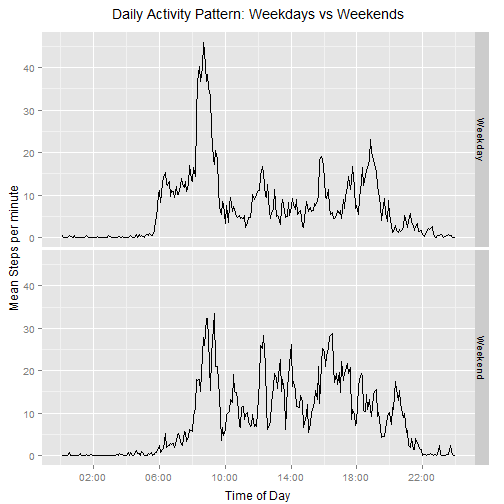 Daily Activity Pattern: Weekdays vs Weekends
Mean Steps per minute
40
30
20
10
0
Weekday
40
30
20
10
0
Weekend
02:00 06:00 10:00 14:00 18:00 22:00
Time of Day